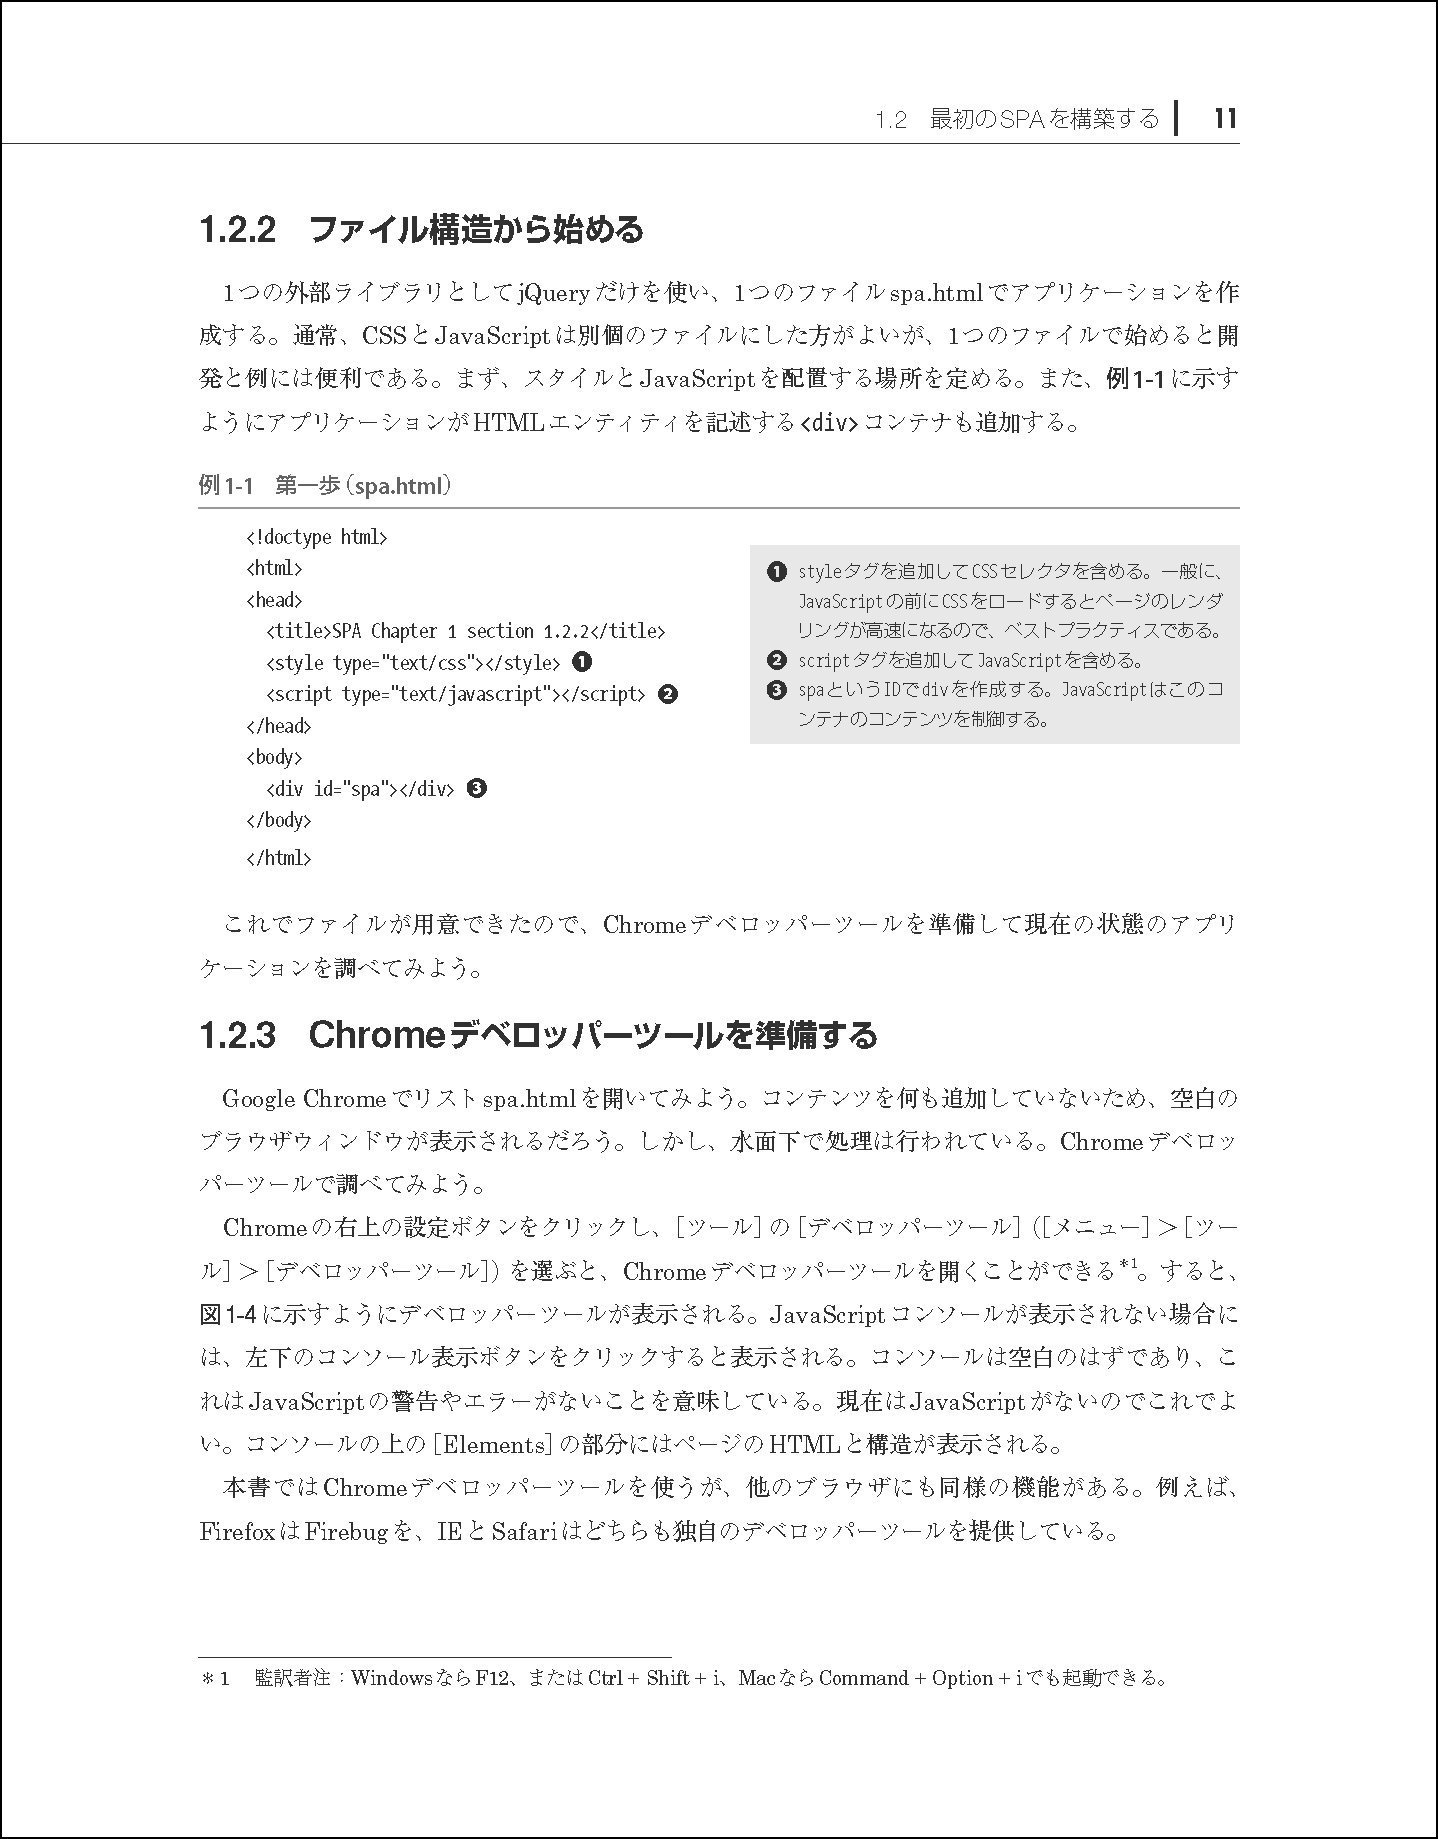 1.2 最初のSPAを構築する 11
1.2.2 ファイル構造から始める
1つの外部ライブラリとしてjQueryだけを使い、1つのファイルspa.htmlでアプリケーションを作
成する。通常、CSSとJavaScriptは別個のファイルにした方がよいが、1つのファイルで始めると開
発と例には便利である。まず、スタイルとJavaScriptを配置する場所を定める。また、例1-1に示す
ようにアプリケーションがHTMLエンティティを記述する<div>コンテナも追加する。
例1-1 第一歩（spa.html）
<!doctype html>
<html>
<head>
  <title>SPA Chapter 1 section 1.2.2</title>
  <style type="text/css"></style> ❶
  <script type="text/javascript"></script> ❷
</head>
<body>
  <div id="spa"></div> ❸
</body>
</html>
❶ styleタグを追加してCSSセレクタを含める。一般に、
JavaScriptの前にCSSをロードするとページのレンダ
リングが高速になるので、ベストプラクティスである。
❷ scriptタグを追加してJavaScriptを含める。
❸ spaというIDでdivを作成する。JavaScriptはこのコ
ンテナのコンテンツを制御する。
これでファイルが用意できたので、Chromeデベロッパーツールを準備して現在の状態のアプリ
ケーションを調べてみよう。
1.2.3 Chromeデベロッパーツールを準備する
Google Chromeでリストspa.htmlを開いてみよう。コンテンツを何も追加していないため、空白の
ブラウザウィンドウが表示されるだろう。しかし、水面下で処理は行われている。Chromeデベロッ
パーツールで調べてみよう。
Chromeの右上の設定ボタンをクリックし、［ツール］の［デベロッパーツール］（［メニュー］＞［ツー
ル］＞［デベロッパーツール］）を選ぶと、Chromeデベロッパーツールを開くことができる*1。すると、
図1-4に示すようにデベロッパーツールが表示される。JavaScriptコンソールが表示されない場合に
は、左下のコンソール表示ボタンをクリックすると表示される。コンソールは空白のはずであり、こ
れはJavaScriptの警告やエラーがないことを意味している。現在はJavaScriptがないのでこれでよ
い。コンソールの上の［Elements］の部分にはページのHTMLと構造が表示される。
本書ではChromeデベロッパーツールを使うが、他のブラウザにも同様の機能がある。例えば、
FirefoxはFirebugを、IEとSafariはどちらも独自のデベロッパーツールを提供している。
＊1 監訳者注：WindowsならF12、またはCtrl + Shift + i、MacならCommand + Option + iでも起動できる。